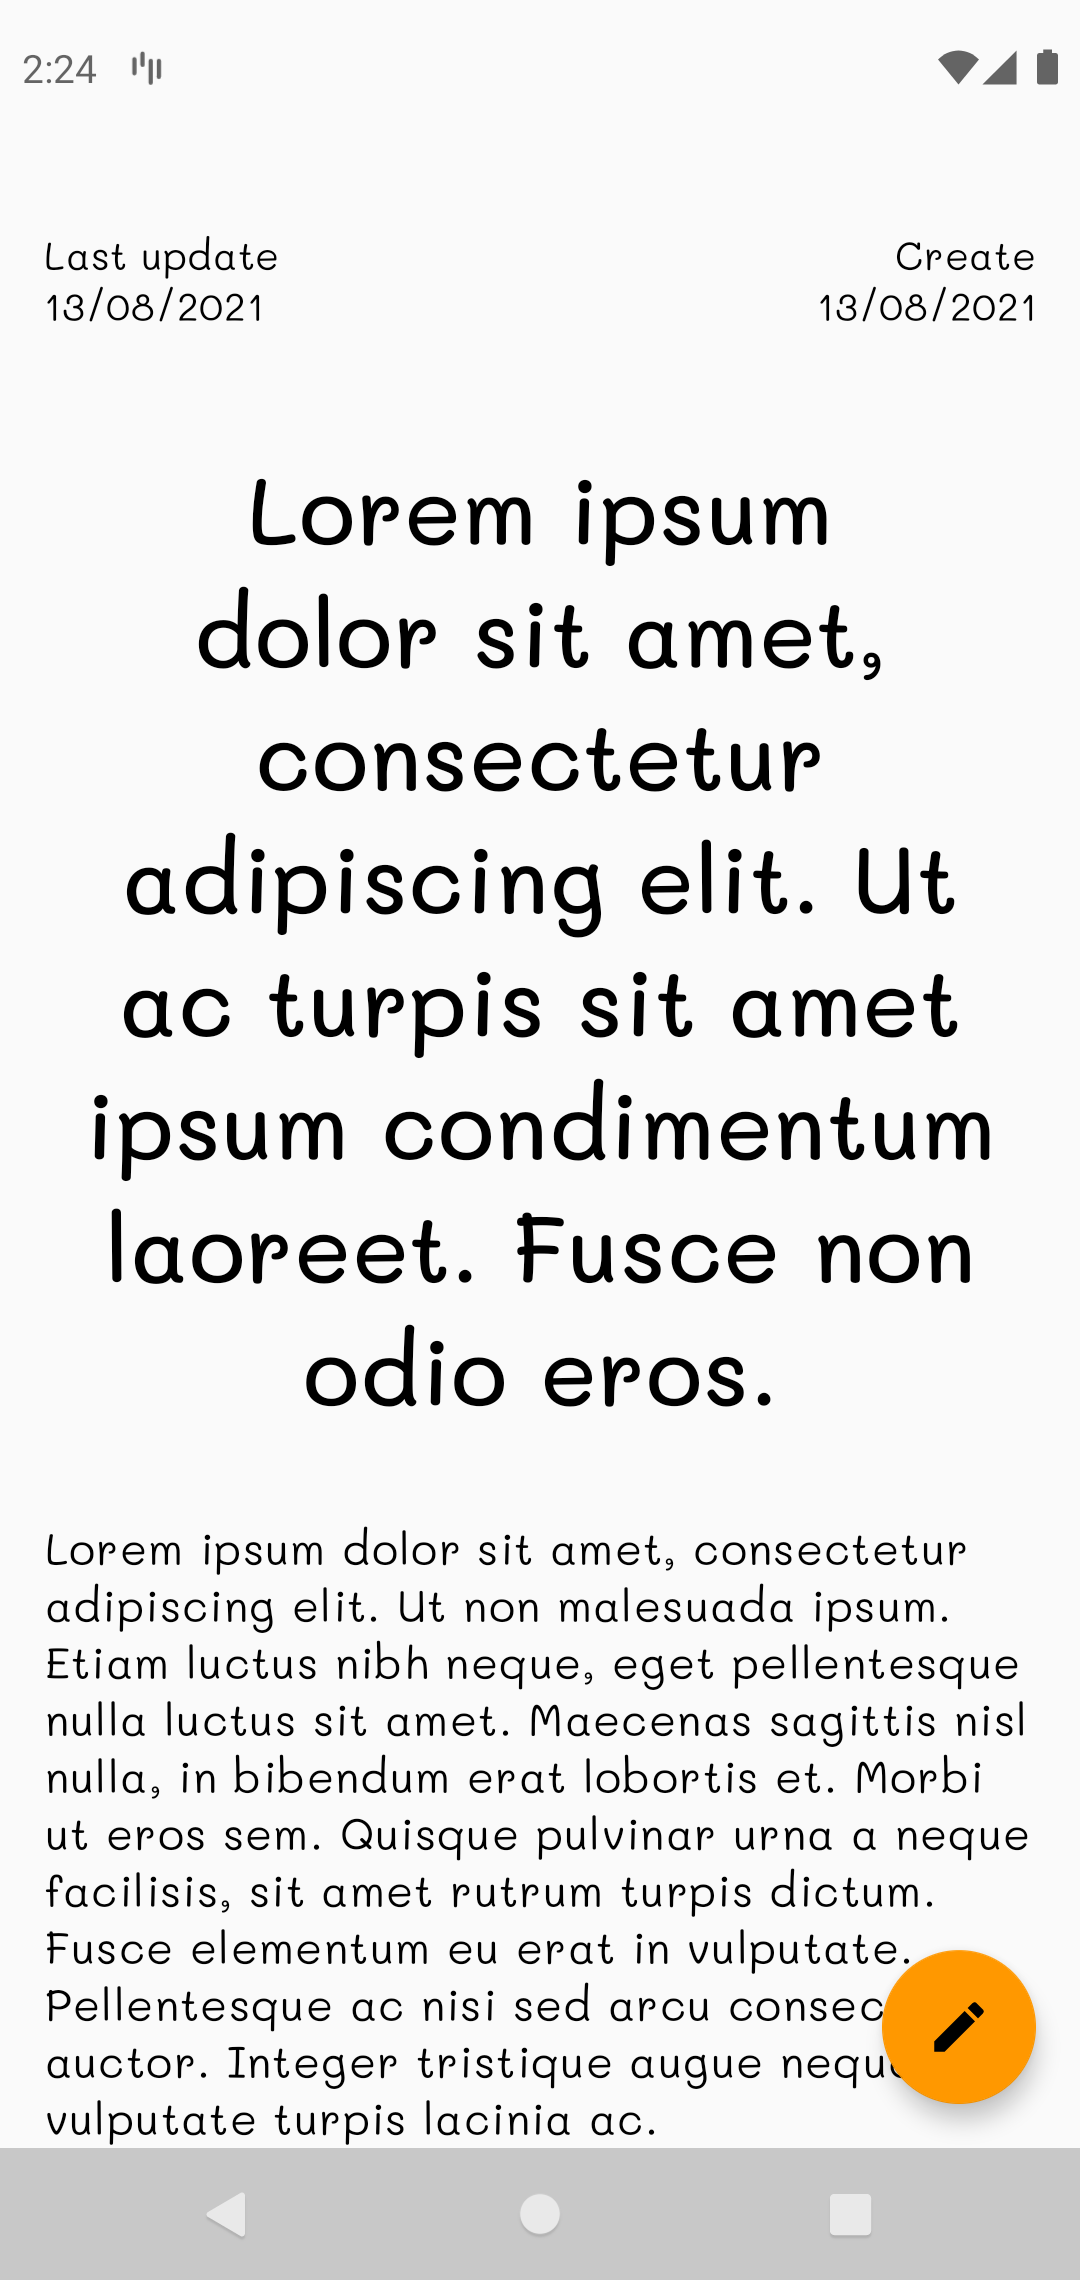 2:24
Last update
Create
13/08/2021
13/08/2021
Lorem ipsum
dolor sit amet,
consectetur
adipiscing elit. Ut
ac turpis sit amet
ipsum condimentum
laoreet. Fusce non
odio eros.
Lorem ipsum dolor sit amet, consectetur
adipiscing elit. Ut non malesuada ipsum.
Etiam luctus nibh neque, eget pellentesque
nulla luctus sit amet. Maecenas sagittis nisl
nulla, in bibendum erat lobortis et. Morbi
ut eros sem. Quisque pulvinar urna a neque
facilisis, sit amet rutrum turpis dictum.
Fusce elementum eu erat in vulputate.
Pellentesque ac nisi sed arcu
auctor. Integer tristique augue
vulputate turpis lacinia ac.